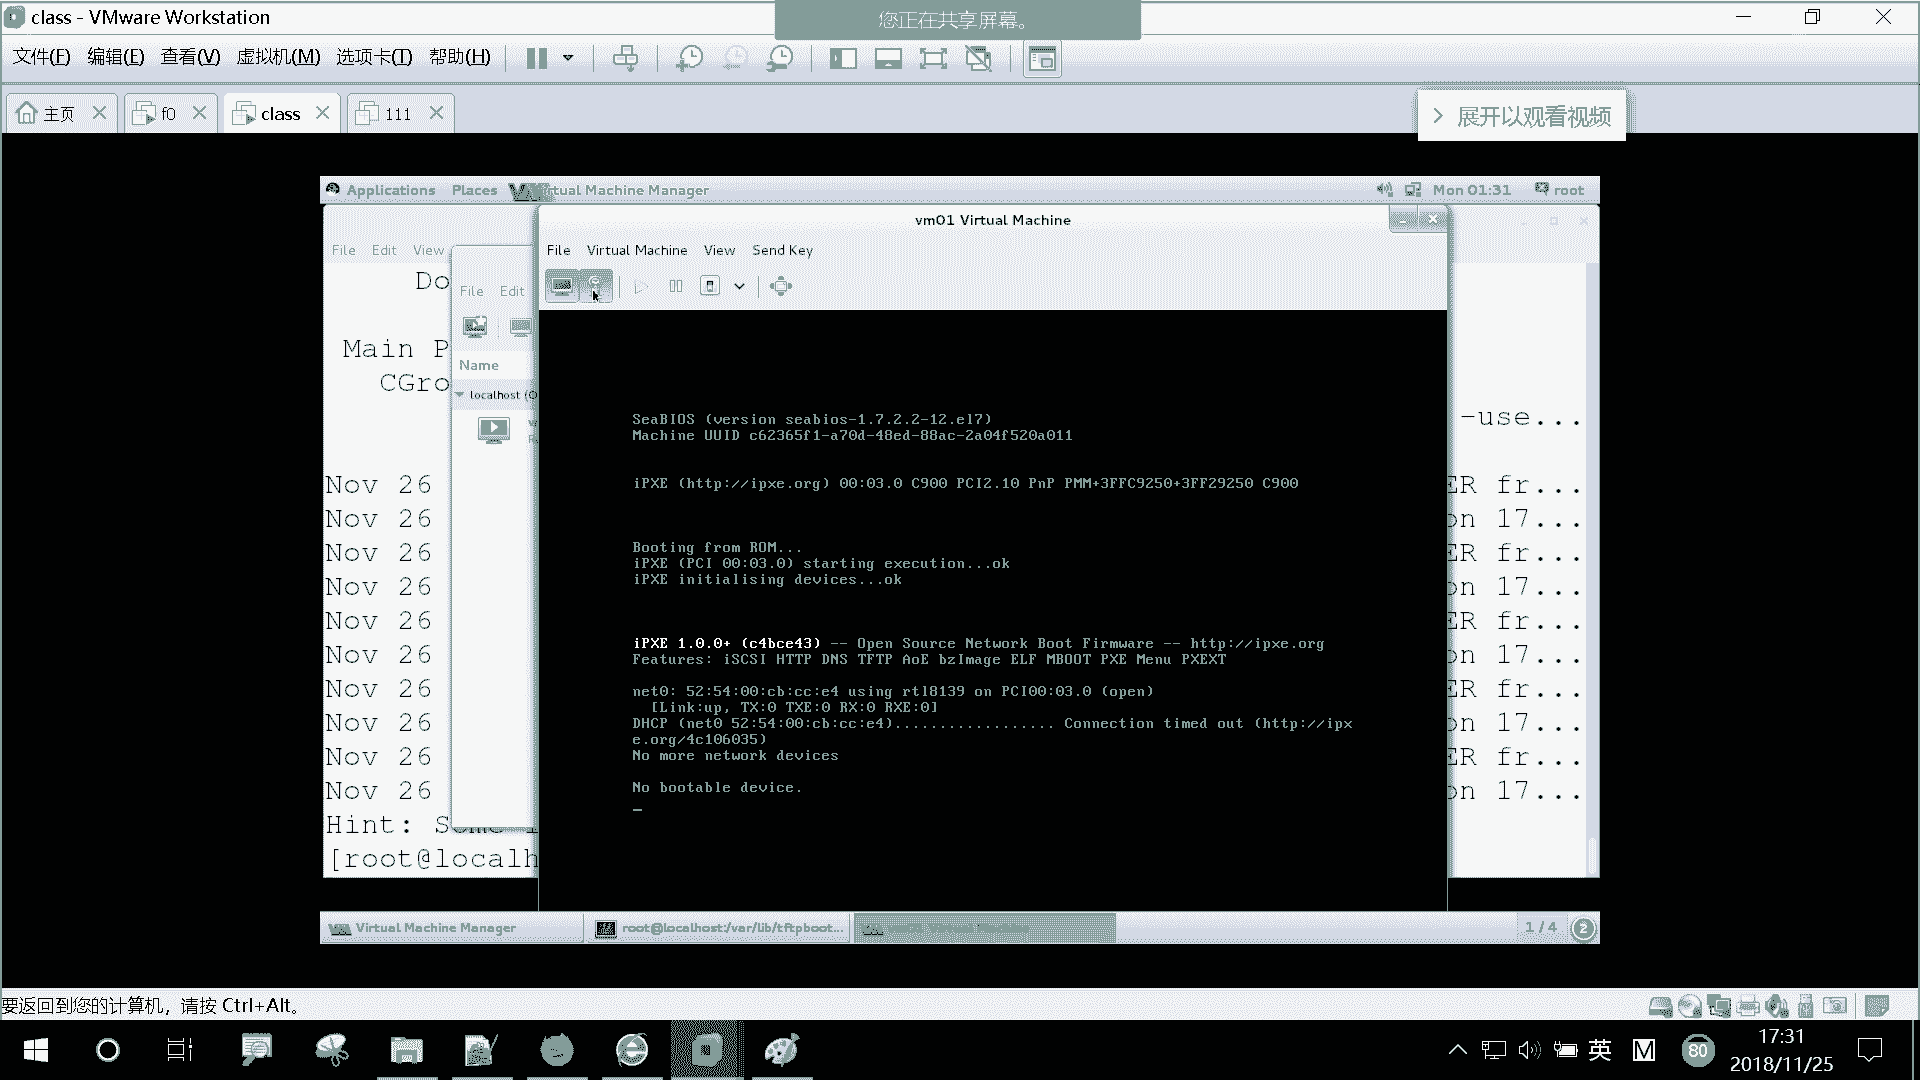 class - VMware Workstation
您正在共享屏幕。
文件(F) 编辑(E) 查看(V) 虚拟机(M) 选项卡(T) 帮助(H)
主页 f0 class 111
展开以观看视频
Applications Places Virtual Machine Manager Mon 01:31 root
vm01 Virtual Machine
File Edit View
File Virtual Machine View Send Key
Do
File Edit
Main P
Name
CGro
localhost (Q
-use...
SeaBIOS (version seabios-1.7.2.2-12.el7)
Machine UUID c62365f1-a70d-48ed-88ac-2a04f520a011
iPXE (http://ipxe.org) 00:03.0 C900 PCI2.10 PnP PMM+3FFC9250+3FF29250 C900
Booting from ROM...
iPXE (PCI 00:03.0) starting execution...ok
iPXE initialising devices...ok
iPXE 1.0.0+ (c4bce43) -- Open Source Network Boot Firmware -- http://ipxe.org
Features: iSCSI HTTP DNS TFTP AoE bzImage ELF MBOOT PXE Menu PXEXT
net0: 52:54:00:cb:cc:e4 using rtl8139 on PCI00:03.0 (open)
[Link:up, TX:0 TXE:0 RX:0 RXE:0]
DHCP (net0 52:54:00:cb:cc:e4).................. Connection timed out (http://ipx
e.org/4c106035)
No more network devices
No bootable device.
Nov 26 ER fr...
Nov 26 on 17...
Nov 26 ER fr...
Nov 26 on 17...
Nov 26 ER fr...
Nov 26 on 17...
Nov 26 ER fr...
Nov 26 on 17...
Nov 26 ER fr...
Nov 26 on 17...
Hint: Some
[root@localh
Virtual Machine Manager root@localhost:/var/lib/tftpboot... 1 / 4 2
要返回到您的计算机，请按 Ctrl+Alt。
英 M 80 17:31
2018/11/25